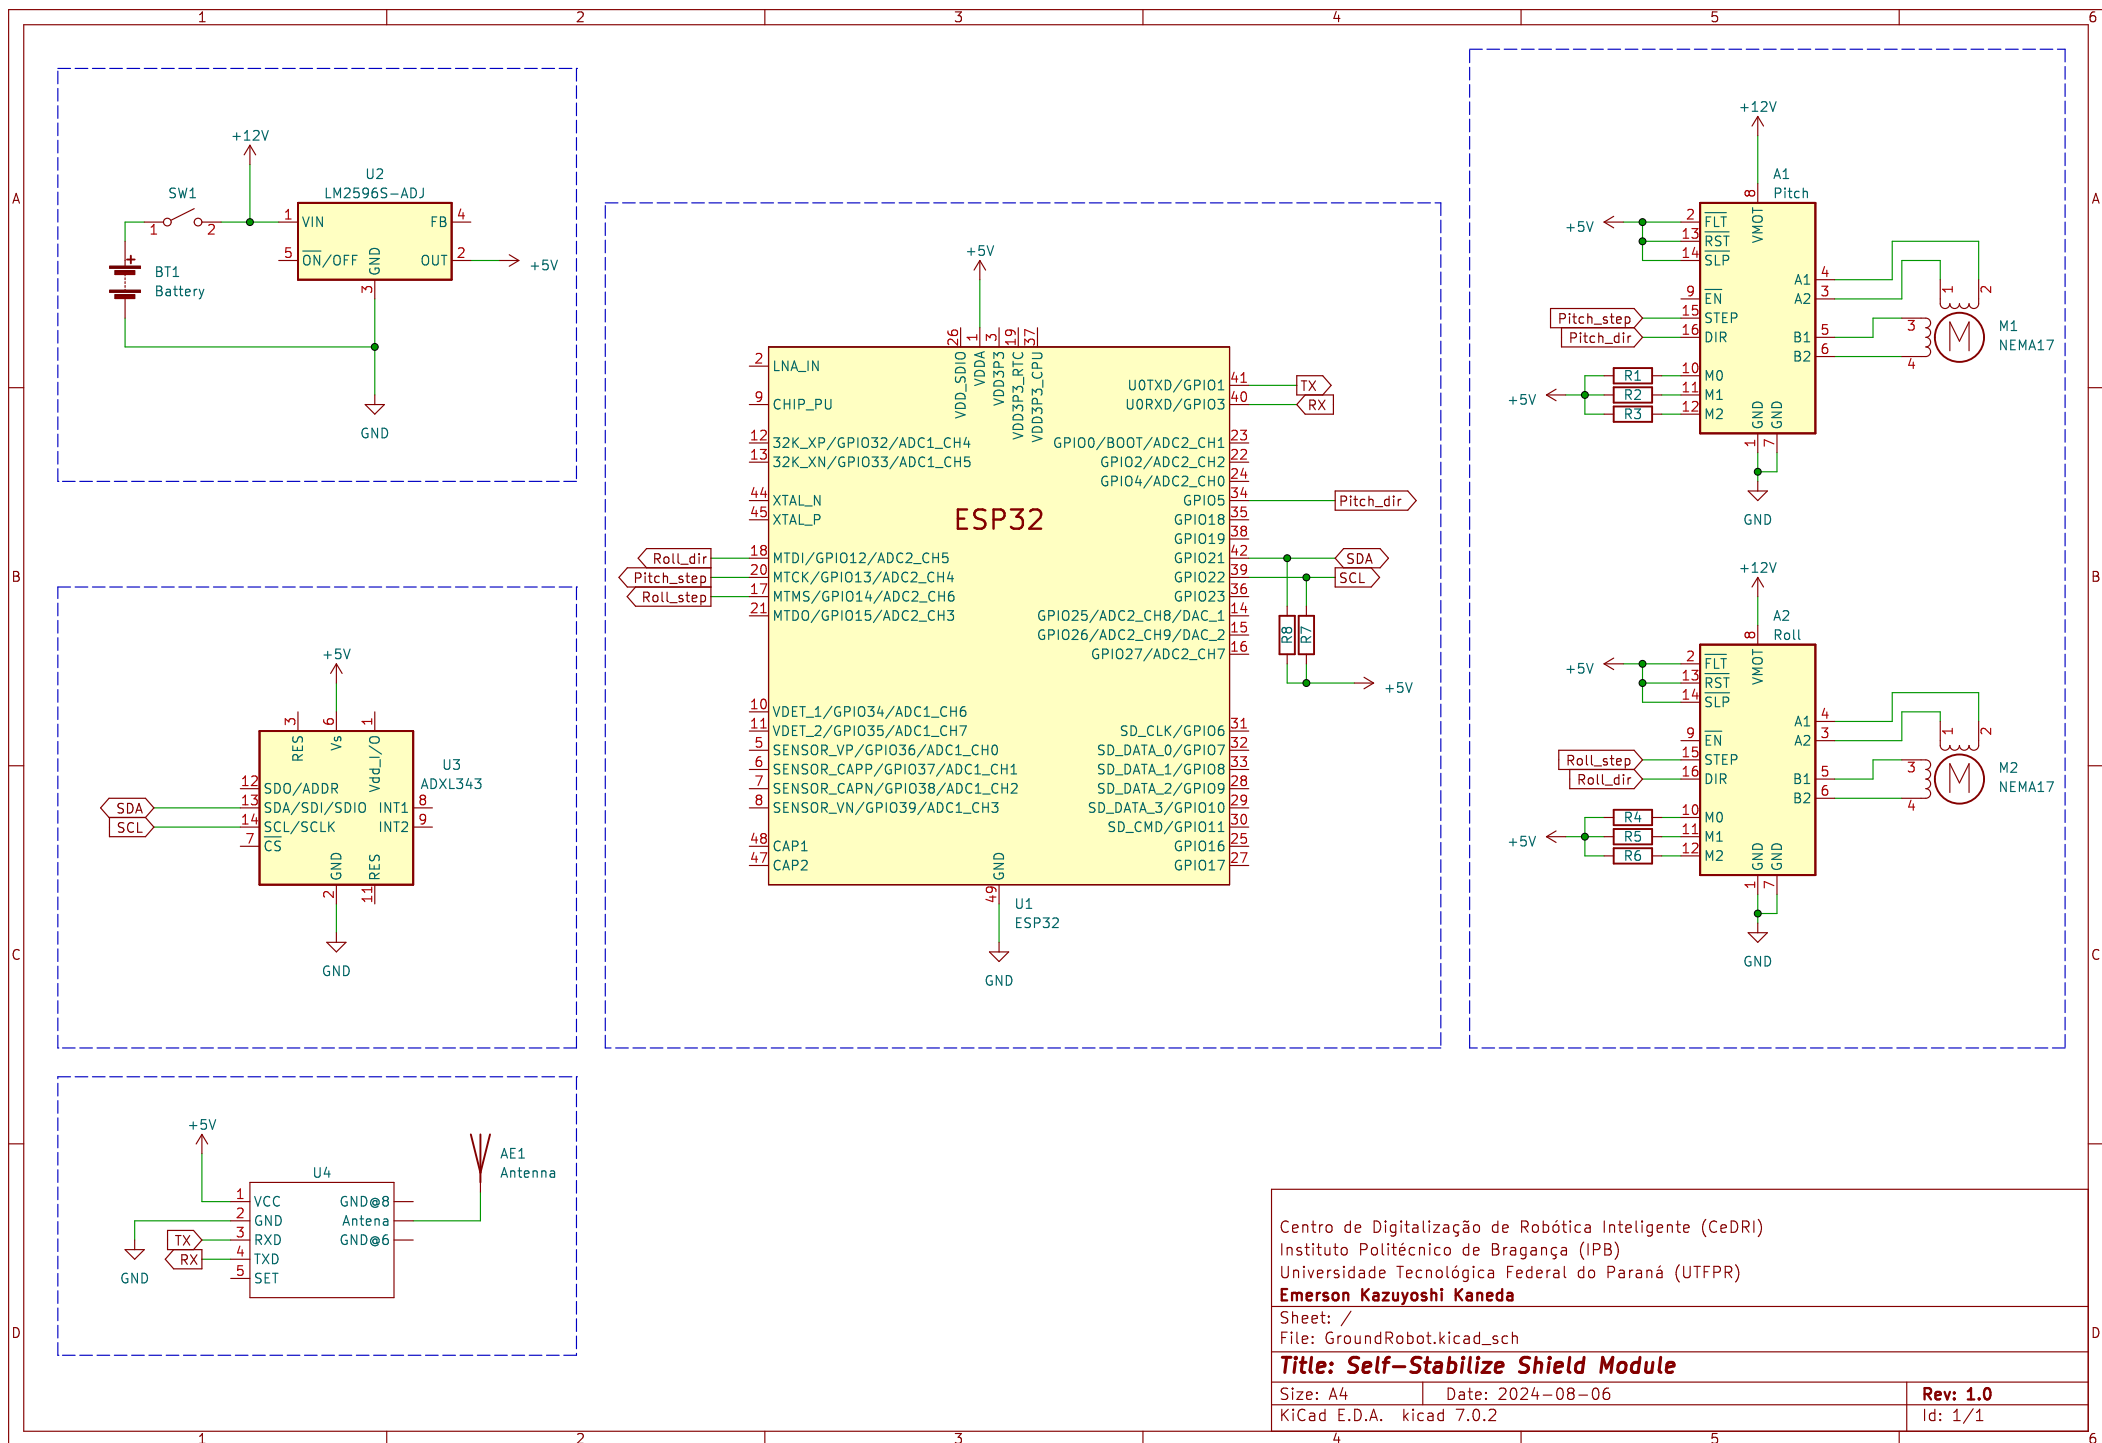 1 2 3 4 5 6
A
B
C
D
+12V
SW1
1 2
BT1
Battery
U2
LM2596S-ADJ
1 VIN
FB 4
5 ON/OFF
GND
3
OUT 2
+5V
GND
+5V
3 6 1
RES
Vs
Vdd_I/O
U3
ADXL343
12 SDO/ADDR
SDA 13 SDA/SDI/SDIO INT1 8
SCL 14 SCL/SCLK INT2 9
7 CS
GND
RES
2 11
GND
+5V
U4
1 VCC
2 GND
TX 3 RXD
RX 4 TXD
5 SET
GND@8
Antena
GND@6
GND
AE1
Antenna
+5V
26 1 3 19 37
VDD_SDIO
VDDA
VDD3P3
VDD3P3_RTC
VDD3P3_CPU
ESP32
2 LNA_IN
9 CHIP_PU
12 32K_XP/GPIO32/ADC1_CH4
13 32K_XN/GPIO33/ADC1_CH5
44 XTAL_N
45 XTAL_P
Roll_dir 18 MTDI/GPIO12/ADC2_CH5
Pitch_step 20 MTCK/GPIO13/ADC2_CH4
Roll_step 17 MTMS/GPIO14/ADC2_CH6
21 MTDO/GPIO15/ADC2_CH3
10 VDET_1/GPIO34/ADC1_CH6
11 VDET_2/GPIO35/ADC1_CH7
5 SENSOR_VP/GPIO36/ADC1_CH0
6 SENSOR_CAPP/GPIO37/ADC1_CH1
7 SENSOR_CAPN/GPIO38/ADC1_CH2
8 SENSOR_VN/GPIO39/ADC1_CH3
48 CAP1
47 CAP2
U0TXD/GPIO1 41 TX
U0RXD/GPIO3 40 RX
GPIO0/BOOT/ADC2_CH1 23
GPIO2/ADC2_CH2 22
GPIO4/ADC2_CH0 24
GPIO5 34 Pitch_dir
GPIO18 35
GPIO19 38
GPIO21 42 SDA
GPIO22 39 SCL
GPIO23 36
GPIO25/ADC2_CH8/DAC_1 14
GPIO26/ADC2_CH9/DAC_2 15
GPIO27/ADC2_CH7 16
R8 R7
+5V
SD_CLK/GPIO6 31
SD_DATA_0/GPIO7 32
SD_DATA_1/GPIO8 33
SD_DATA_2/GPIO9 28
SD_DATA_3/GPIO10 29
SD_CMD/GPIO11 30
GPIO16 25
GPIO17 27
GND
49
U1
ESP32
GND
+12V
A1
Pitch
8
VMOT
+5V
2 FLT
13 RST
14 SLP
9 EN
Pitch_step 15 STEP
Pitch_dir 16 DIR
+5V
R1 10 M0
R2 11 M1
R3 12 M2
A1 4
A2 3
B1 5
B2 6
1 2
3
4
M
M1
NEMA17
GND GND
1 7
GND
+12V
A2
Roll
8
VMOT
+5V
2 FLT
13 RST
14 SLP
9 EN
Roll_step 15 STEP
Roll_dir 16 DIR
+5V
R4 10 M0
R5 11 M1
R6 12 M2
A1 4
A2 3
B1 5
B2 6
1 2
3
4
M
M2
NEMA17
GND GND
1 7
GND
Centro de Digitalização de Robótica Inteligente (CeDRI)
Instituto Politécnico de Bragança (IPB)
Universidade Tecnológica Federal do Paraná (UTFPR)
Emerson Kazuyoshi Kaneda
Sheet: /
File: GroundRobot.kicad_sch
Title: Self-Stabilize Shield Module
Size: A4 Date: 2024-08-06 Rev: 1.0
KiCad E.D.A. kicad 7.0.2 Id: 1/1
A
B
C
D
1 2 3 4 5 6